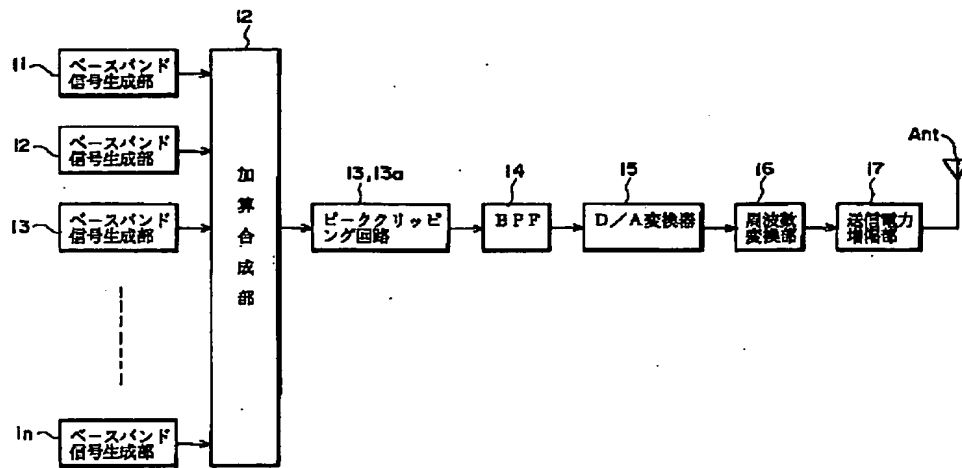 12
11
ベースバンド
信号生成部
12
ベースバンド
信号生成部
13
ベースバンド
信号生成部
1n
ベースバンド
信号生成部
加算合成部
13,13a
ピーククリッピ
ング回路
14
BPF
15
D/A変換器
16
周波数
変換部
17
送信電力
増幅部
Ant